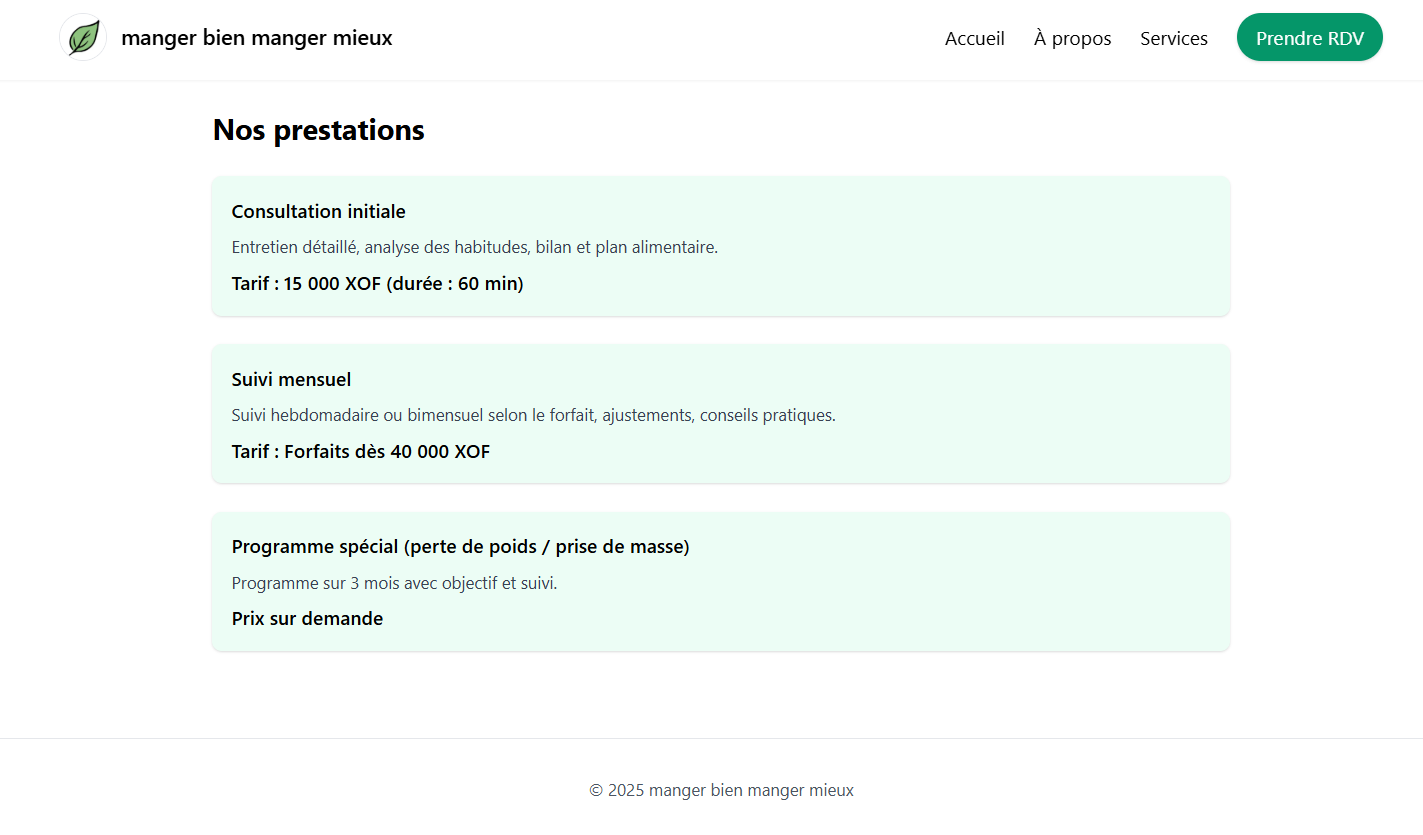 manger bien manger mieux
Accueil
À propos
Services
Prendre RDV
Nos prestations
Consultation initiale
Entretien détaillé, analyse des habitudes, bilan et plan alimentaire.
Tarif : 15 000 XOF (durée : 60 min)
Suivi mensuel
Suivi hebdomadaire ou bimensuel selon le forfait, ajustements, conseils pratiques.
Tarif : Forfaits dès 40 000 XOF
Programme spécial (perte de poids / prise de masse)
Programme sur 3 mois avec objectif et suivi.
Prix sur demande
© 2025 manger bien manger mieux